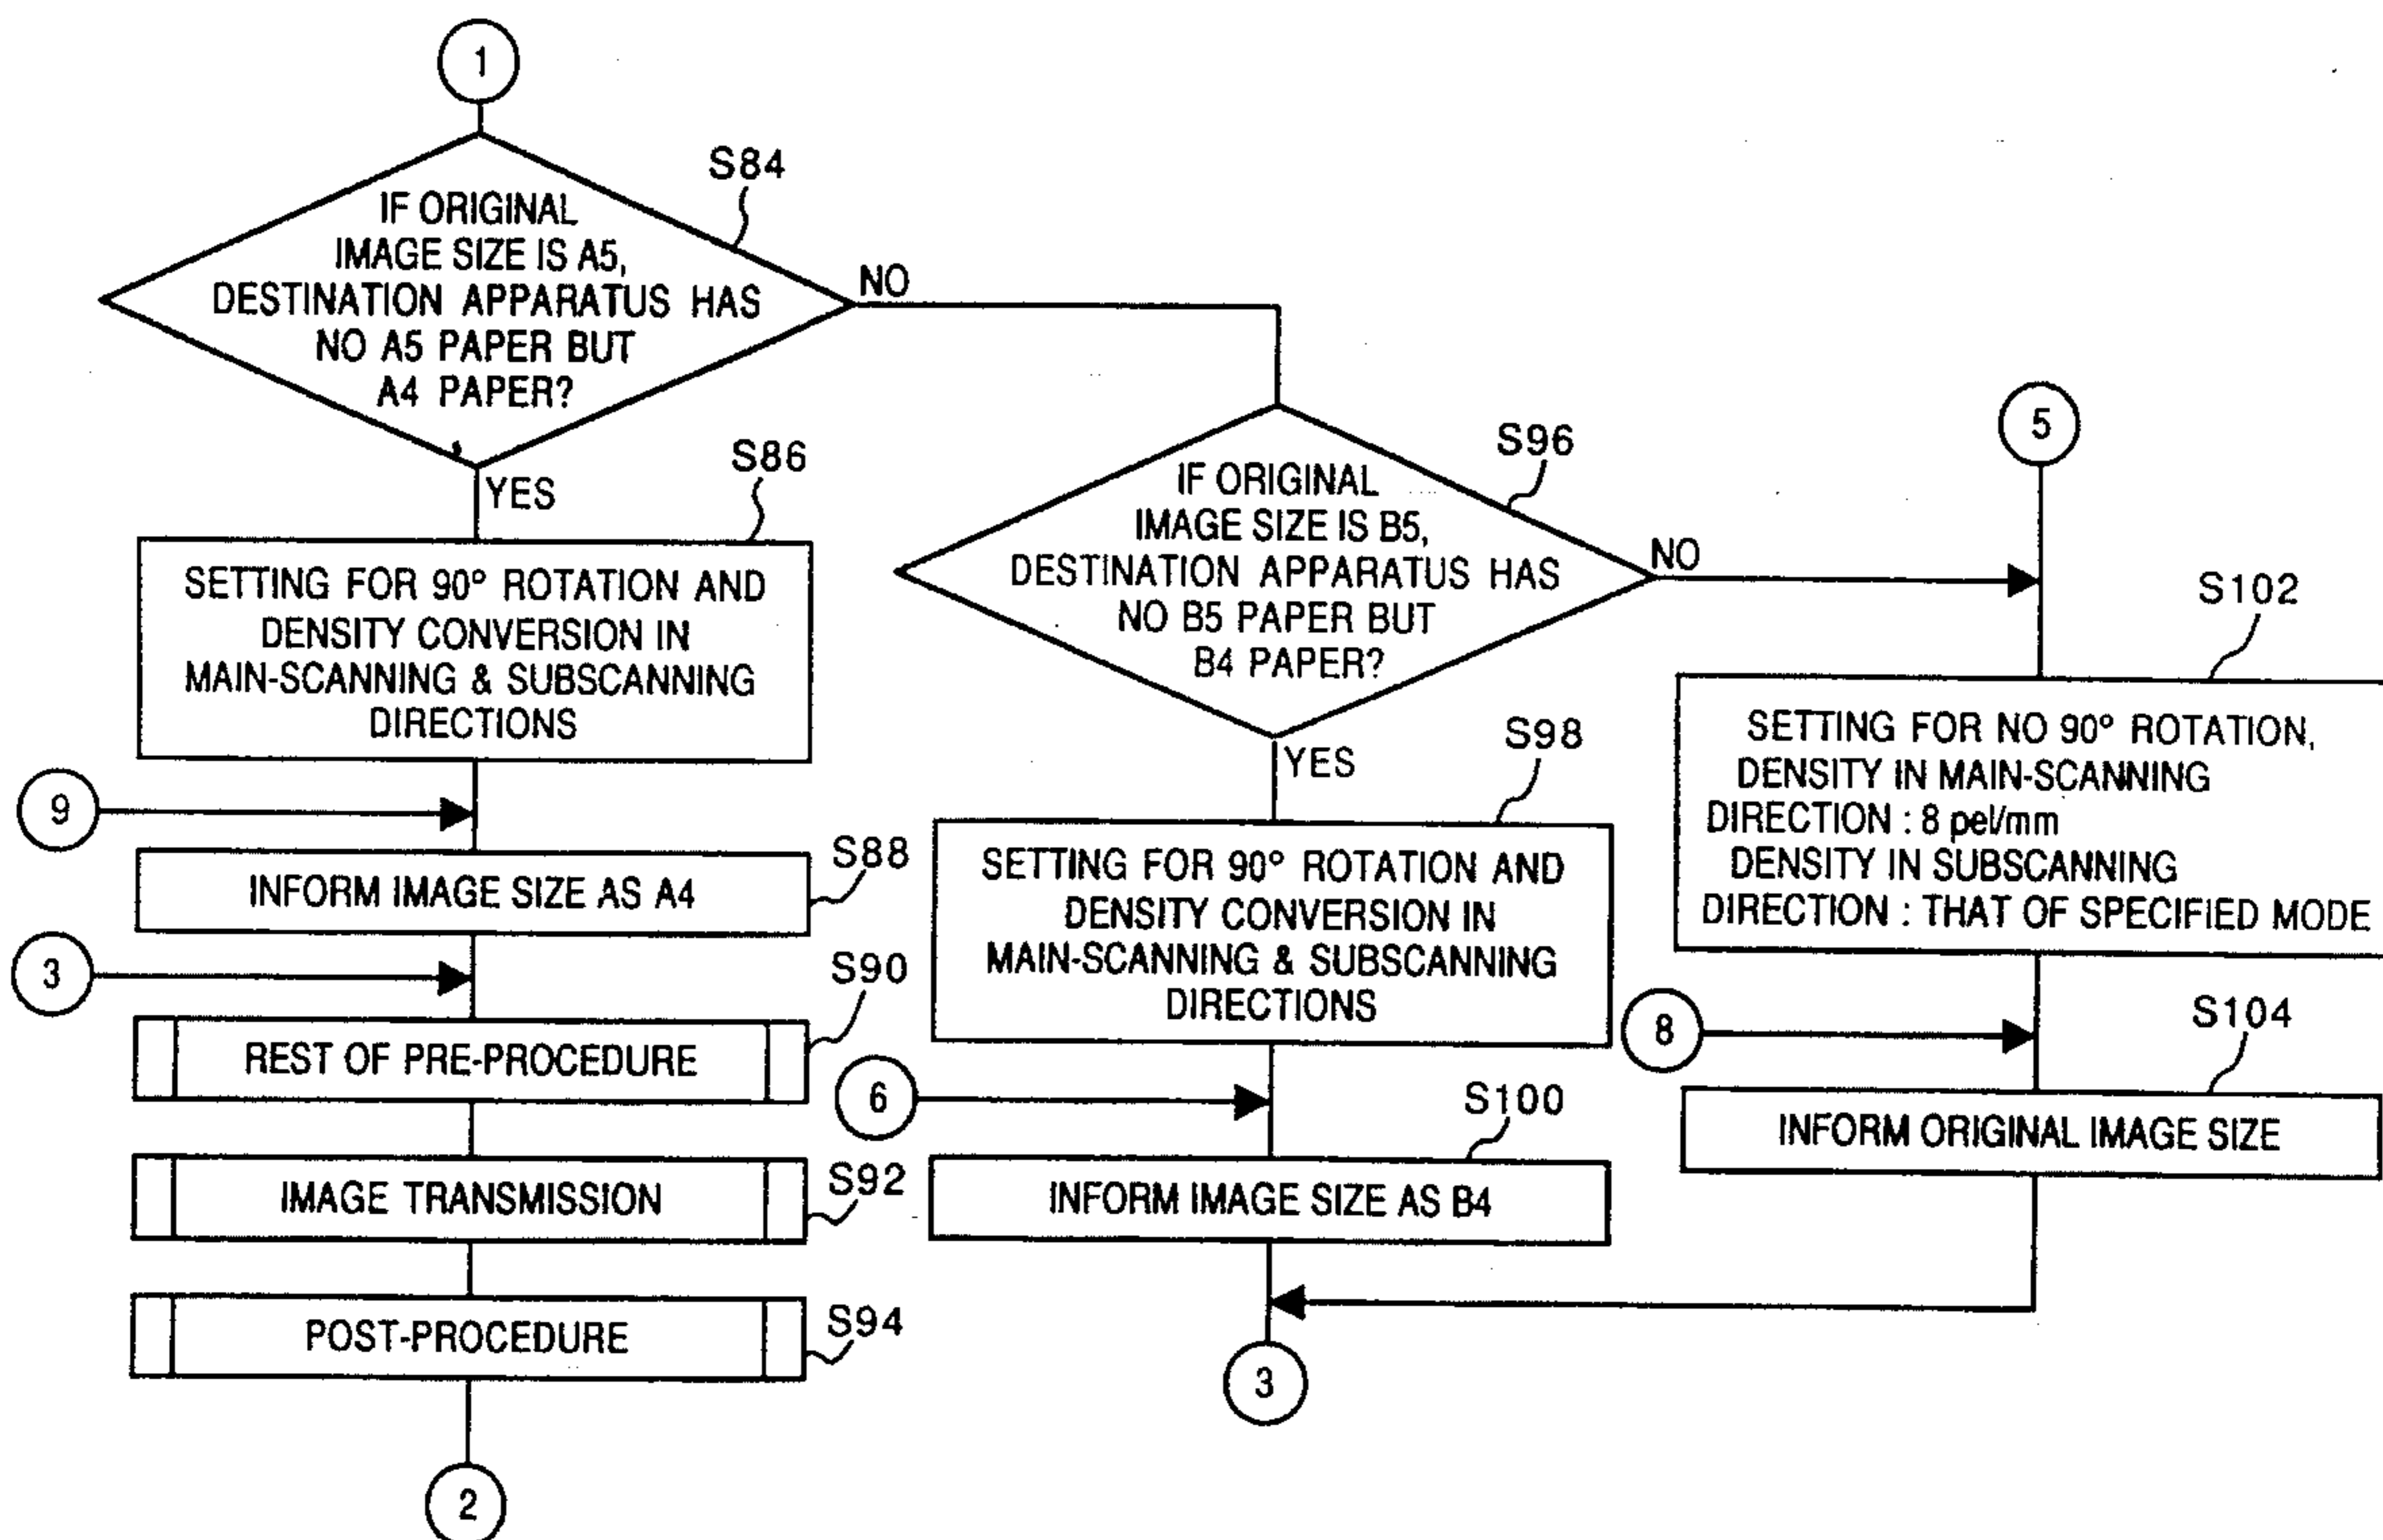 1
S84
IF ORIGINAL
IMAGE SIZE IS A5,
DESTINATION APPARATUS HAS
NO A5 PAPER BUT
A4 PAPER?
NO
YES
S86
SETTING FOR 90° ROTATION AND
DENSITY CONVERSION IN
MAIN-SCANNING & SUBSCANNING
DIRECTIONS
9
S88
INFORM IMAGE SIZE AS A4
3
S90
REST OF PRE-PROCEDURE
S92
IMAGE TRANSMISSION
S94
POST-PROCEDURE
2
S96
IF ORIGINAL
IMAGE SIZE IS B5,
DESTINATION APPARATUS HAS
NO B5 PAPER BUT
B4 PAPER?
NO
YES
S98
SETTING FOR 90° ROTATION AND
DENSITY CONVERSION IN
MAIN-SCANNING & SUBSCANNING
DIRECTIONS
6
S100
INFORM IMAGE SIZE AS B4
3
5
S102
SETTING FOR NO 90° ROTATION,
DENSITY IN MAIN-SCANNING
DIRECTION : 8 pel/mm
DENSITY IN SUBSCANNING
DIRECTION : THAT OF SPECIFIED MODE
8
S104
INFORM ORIGINAL IMAGE SIZE